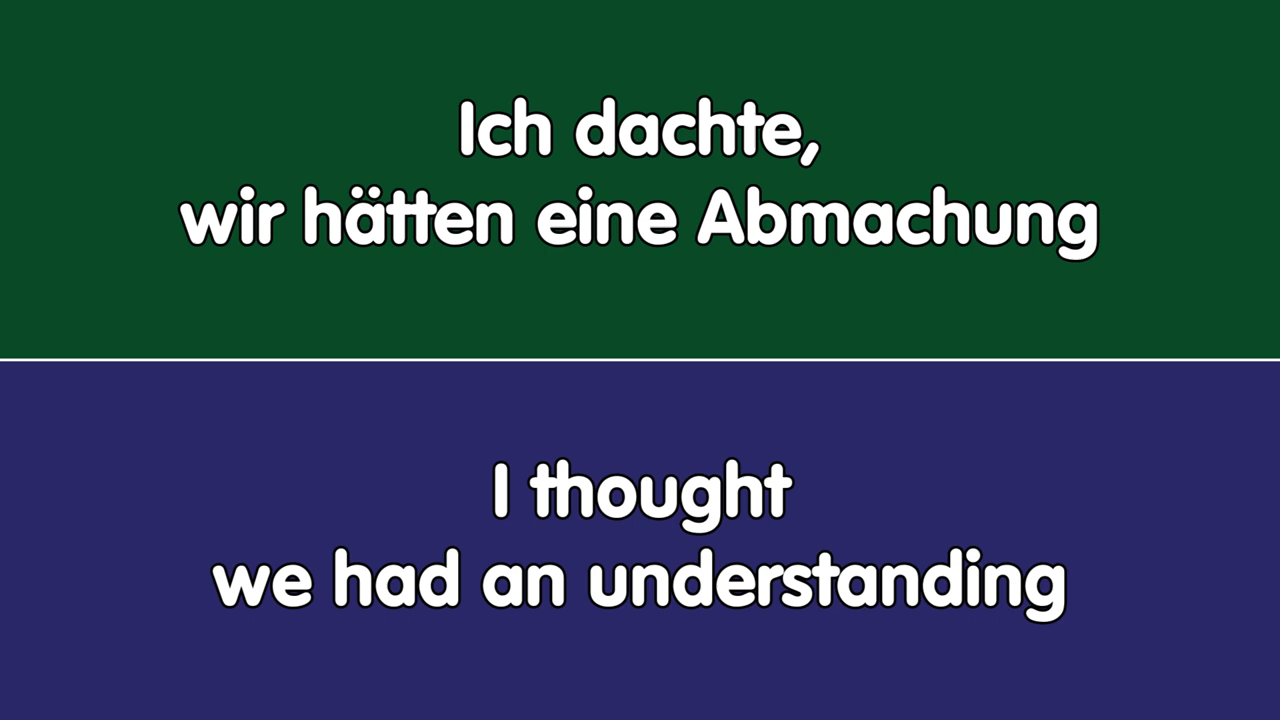 Ich dachte,
wir hätten eine Abmachung
I thought
we had an understanding